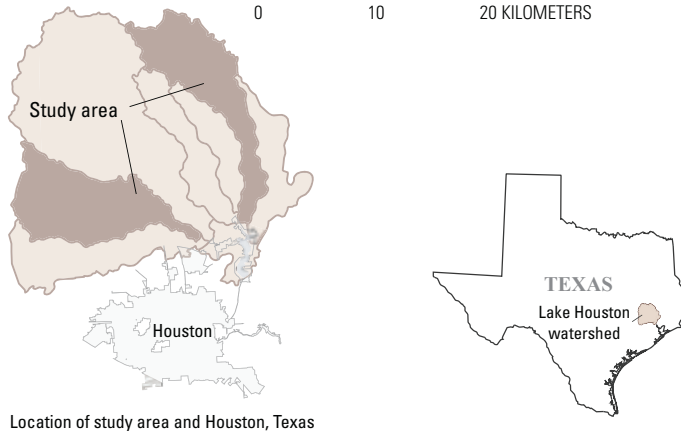 0 10 20 KILOMETERS
Study area
Houston
TEXAS
Lake Houston
watershed
Location of study area and Houston, Texas